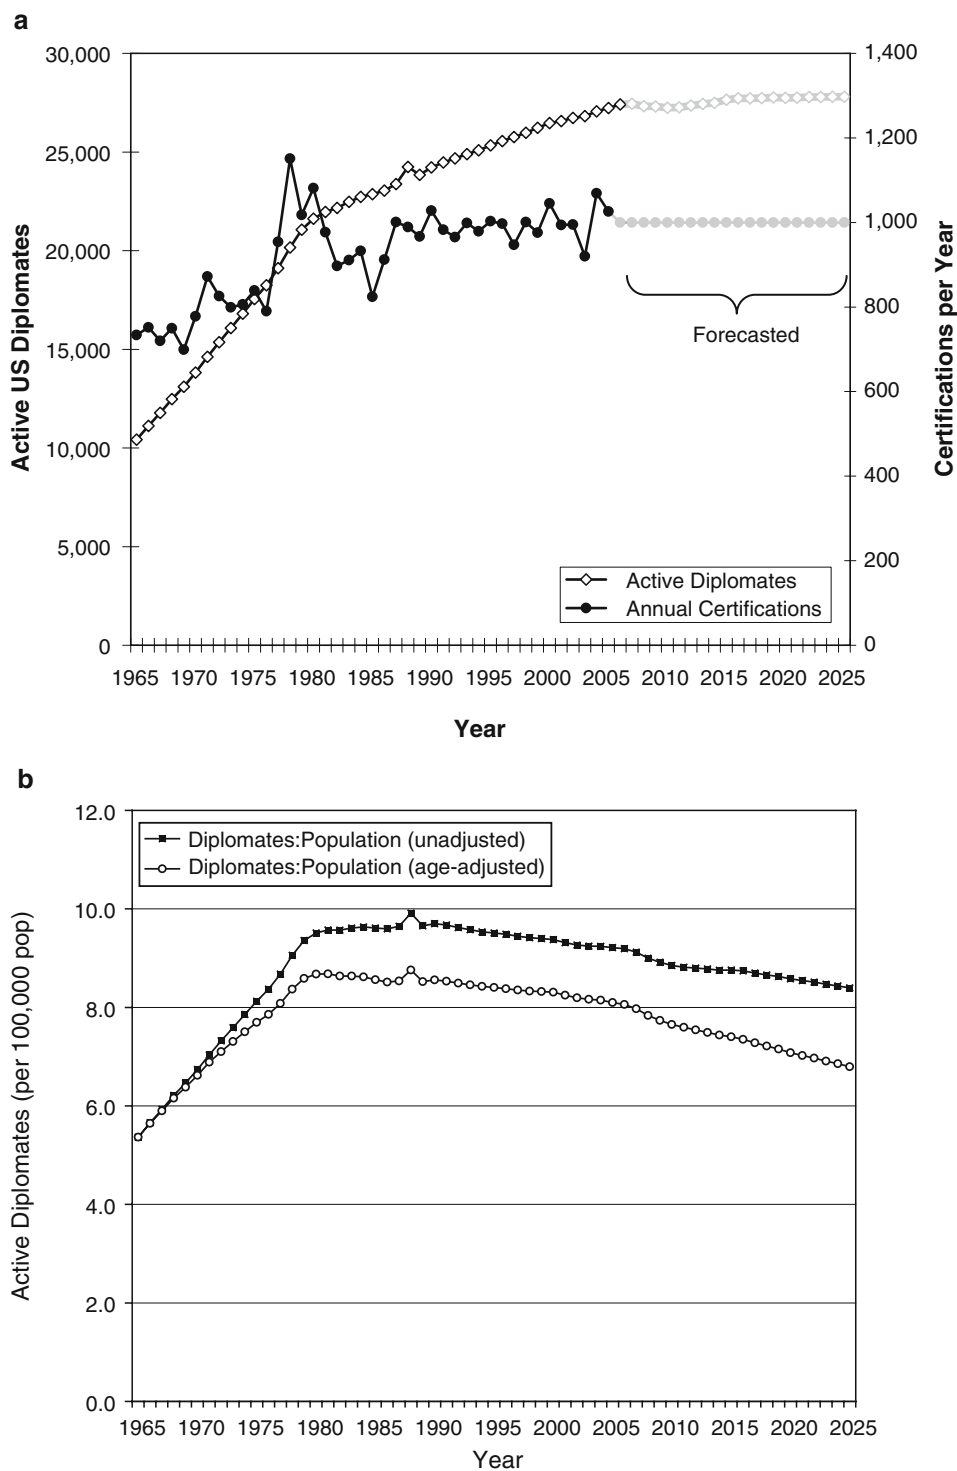 a
30,000
25,000
20,000
15,000
10,000
5,000
0
Active US Diplomates
1,400
1,200
1,000
800
600
400
200
0
Certifications per Year
Forecasted
Active Diplomates
Annual Certifications
1965 1970 1975 1980 1985 1990 1995 2000 2005 2010 2015 2020 2025
Year
b
12.0
10.0
8.0
6.0
4.0
2.0
0.0
Active Diplomates (per 100,000 pop)
Diplomates:Population (unadjusted)
Diplomates:Population (age-adjusted)
1965 1970 1975 1980 1985 1990 1995 2000 2005 2010 2015 2020 2025
Year